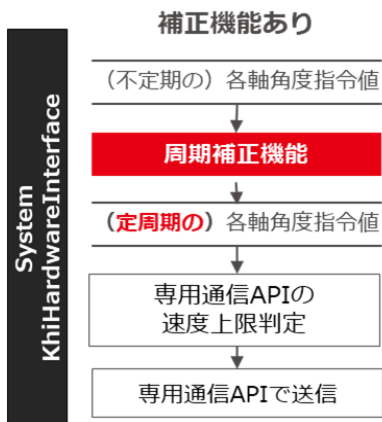 補正機能あり
System
KhiHardwareInterface
（不定期の）各軸角度指令値
周期補正機能
（定周期の）各軸角度指令値
専用通信APIの
速度上限判定
専用通信APIで送信